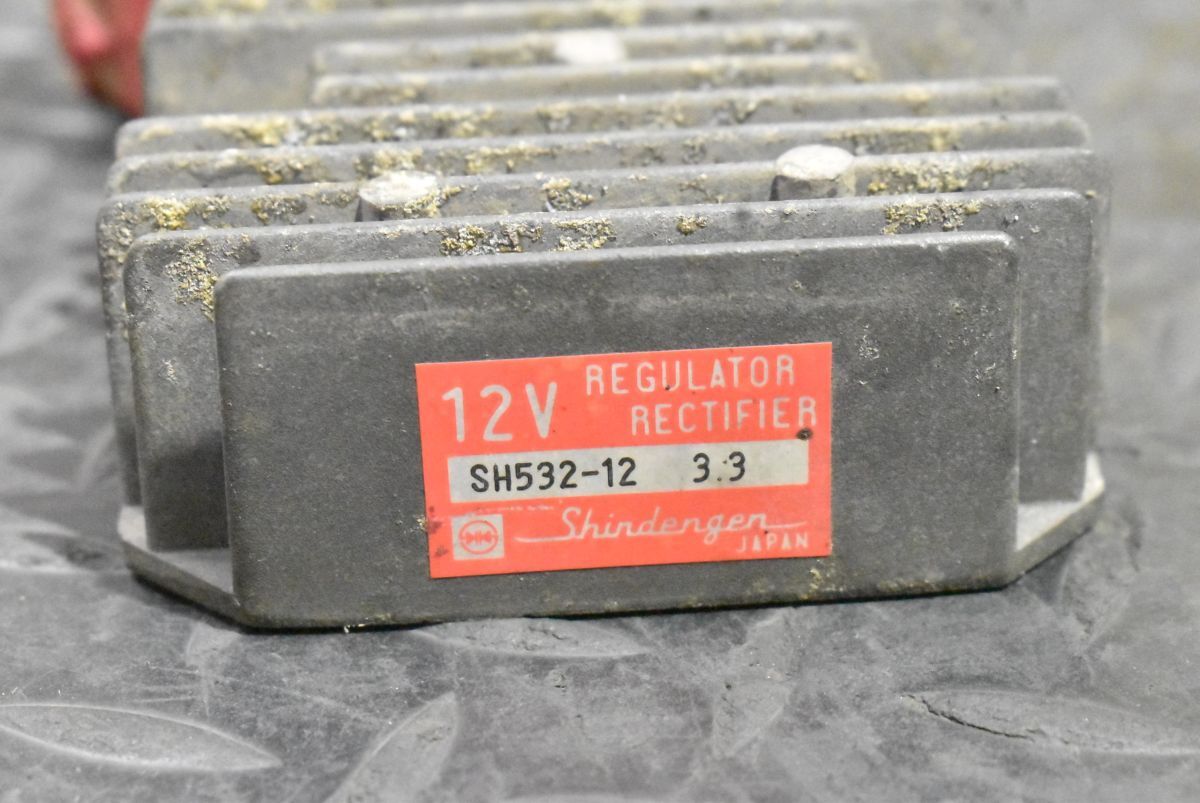 12V REGULATOR
RECTIFIER
SH532-12 3.3
Shindengen
JAPAN